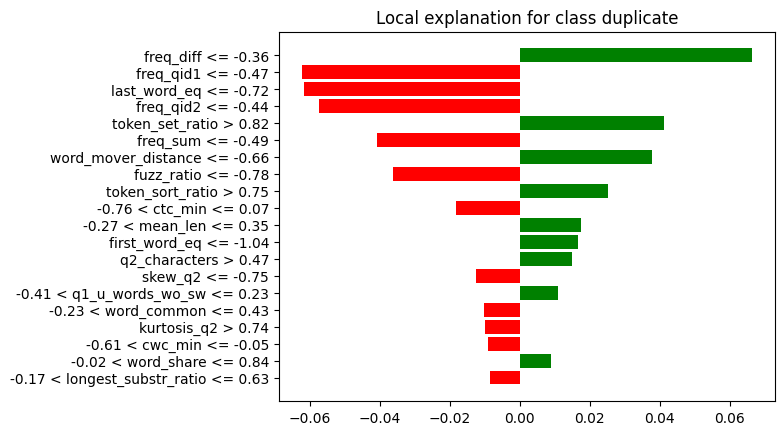 Local explanation for class duplicate
freq_diff <= -0.36
freq_qid1 <= -0.47
last_word_eq <= -0.72
freq_qid2 <= -0.44
token_set_ratio > 0.82
freq_sum <= -0.49
word_mover_distance <= -0.66
fuzz_ratio <= -0.78
token_sort_ratio > 0.75
-0.76 < ctc_min <= 0.07
-0.27 < mean_len <= 0.35
first_word_eq <= -1.04
q2_characters > 0.47
skew_q2 <= -0.75
-0.41 < q1_u_words_wo_sw <= 0.23
-0.23 < word_common <= 0.43
kurtosis_q2 > 0.74
-0.61 < cwc_min <= -0.05
-0.02 < word_share <= 0.84
-0.17 < longest_substr_ratio <= 0.63
−0.06 −0.04 −0.02 0.00 0.02 0.04 0.06